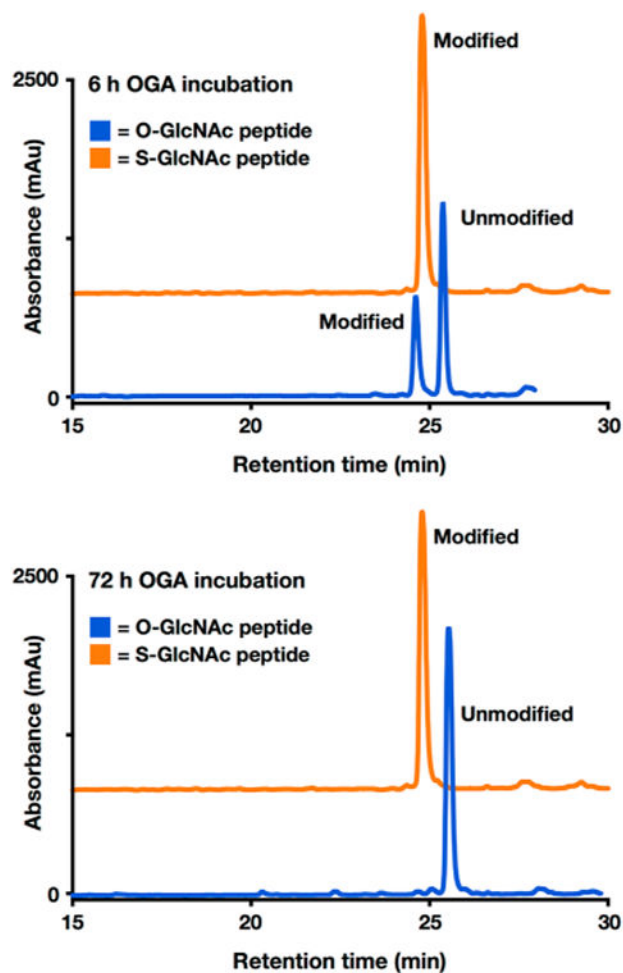 Modified
2500
6 h OGA incubation
= O-GlcNAc peptide
= S-GlcNAc peptide
Unmodified
Modified
Absorbance (mAu)
0
15
20
25
30
Retention time (min)
Modified
2500
72 h OGA incubation
= O-GlcNAc peptide
= S-GlcNAc peptide
Unmodified
Absorbance (mAu)
0
15
20
25
30
Retention time (min)